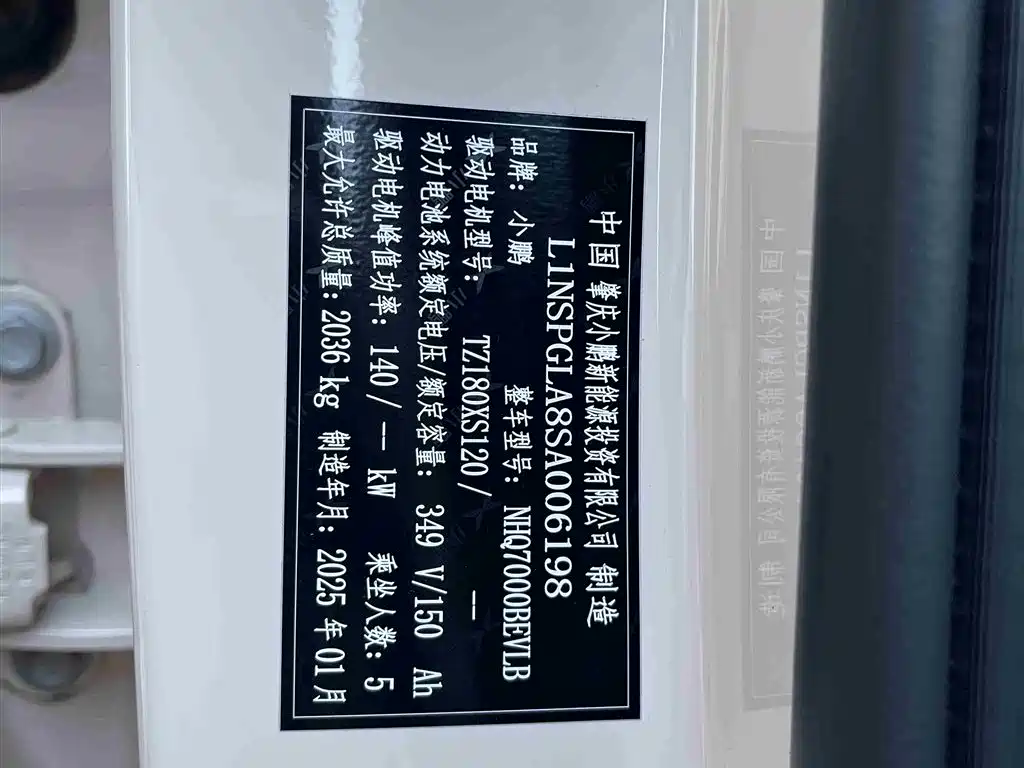 中国 肇庆小鹏新能源投资有限公司 制造
L1NSPGLA8SA006198
品牌: 小鹏 整车型号: NHQ7000BEVLB
驱动电机型号: TZ180XS120/ --
动力电池系统额定电压/额定容量: 349 V/150 Ah
驱动电机峰值功率: 140/ -- kW 乘坐人数: 5
最大允许总质量: 2036 kg 制造年月: 2025 年 01 月